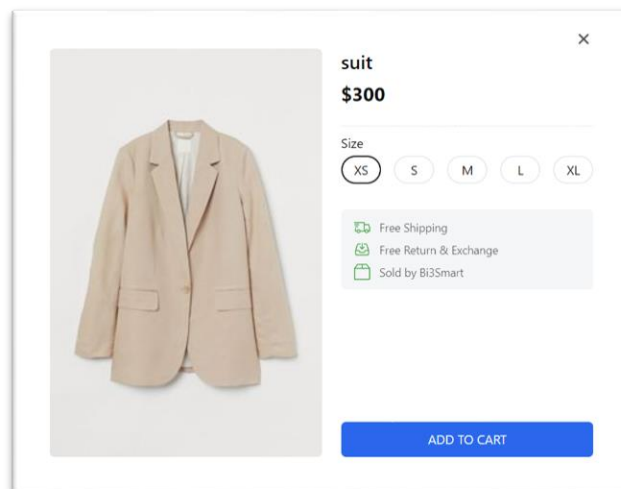 suit
$300
Size
XS S M L XL
Free Shipping
Free Return & Exchange
Sold by Bi3Smart
ADD TO CART